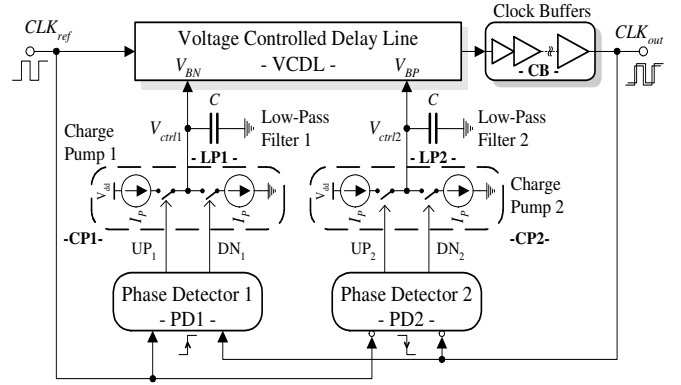 Clock Buffers
CLK_ref
CLK_out
Voltage Controlled Delay Line
- VCDL -
V_BN
V_BP
- CB -
C
C
Low-Pass
Filter 1
Low-Pass
Filter 2
V_ctrl1
V_ctrl2
Charge
Pump 1
- LP1 -
- LP2 -
V_dd
I_P
I_P
V_dd
I_P
I_P
Charge
Pump 2
-CP1-
-CP2-
UP_1
DN_1
UP_2
DN_2
Phase Detector 1
- PD1 -
Phase Detector 2
- PD2 -